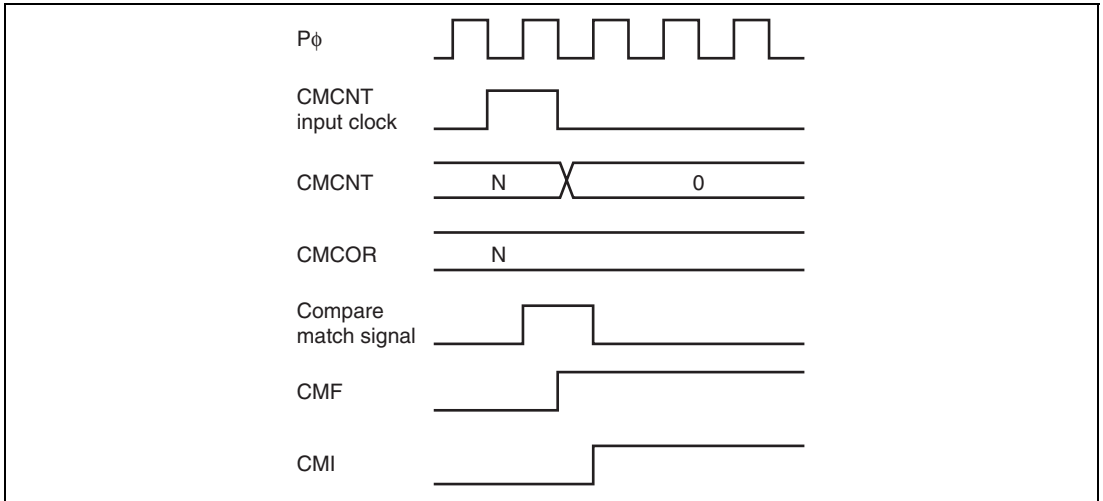 Pϕ
CMCNT
input clock
CMCNT
N
0
CMCOR
N
Compare
match signal
CMF
CMI